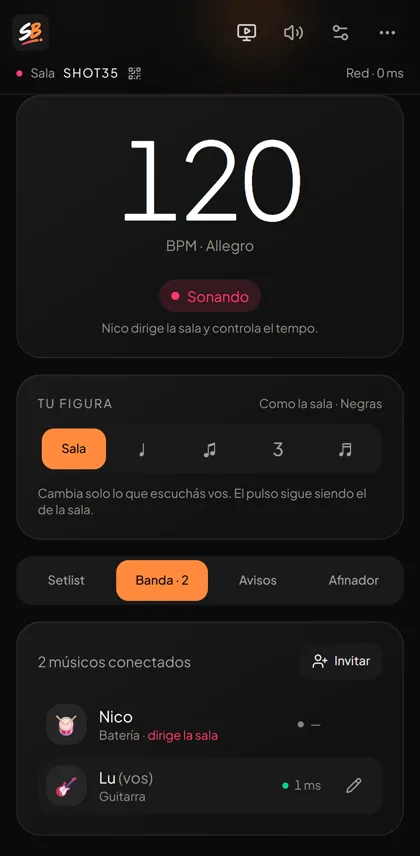 SB
Sala SHOT35 Red · 0 ms
120
BPM · Allegro
Sonando
Nico dirige la sala y controla el tempo.
TU FIGURA Como la sala · Negras
Sala 3
Cambia solo lo que escuchás vos. El pulso sigue siendo el
de la sala.
Setlist Banda · 2 Avisos Afinador
2 músicos conectados Invitar
Nico
Batería · dirige la sala —
Lu (vos)
Guitarra 1 ms